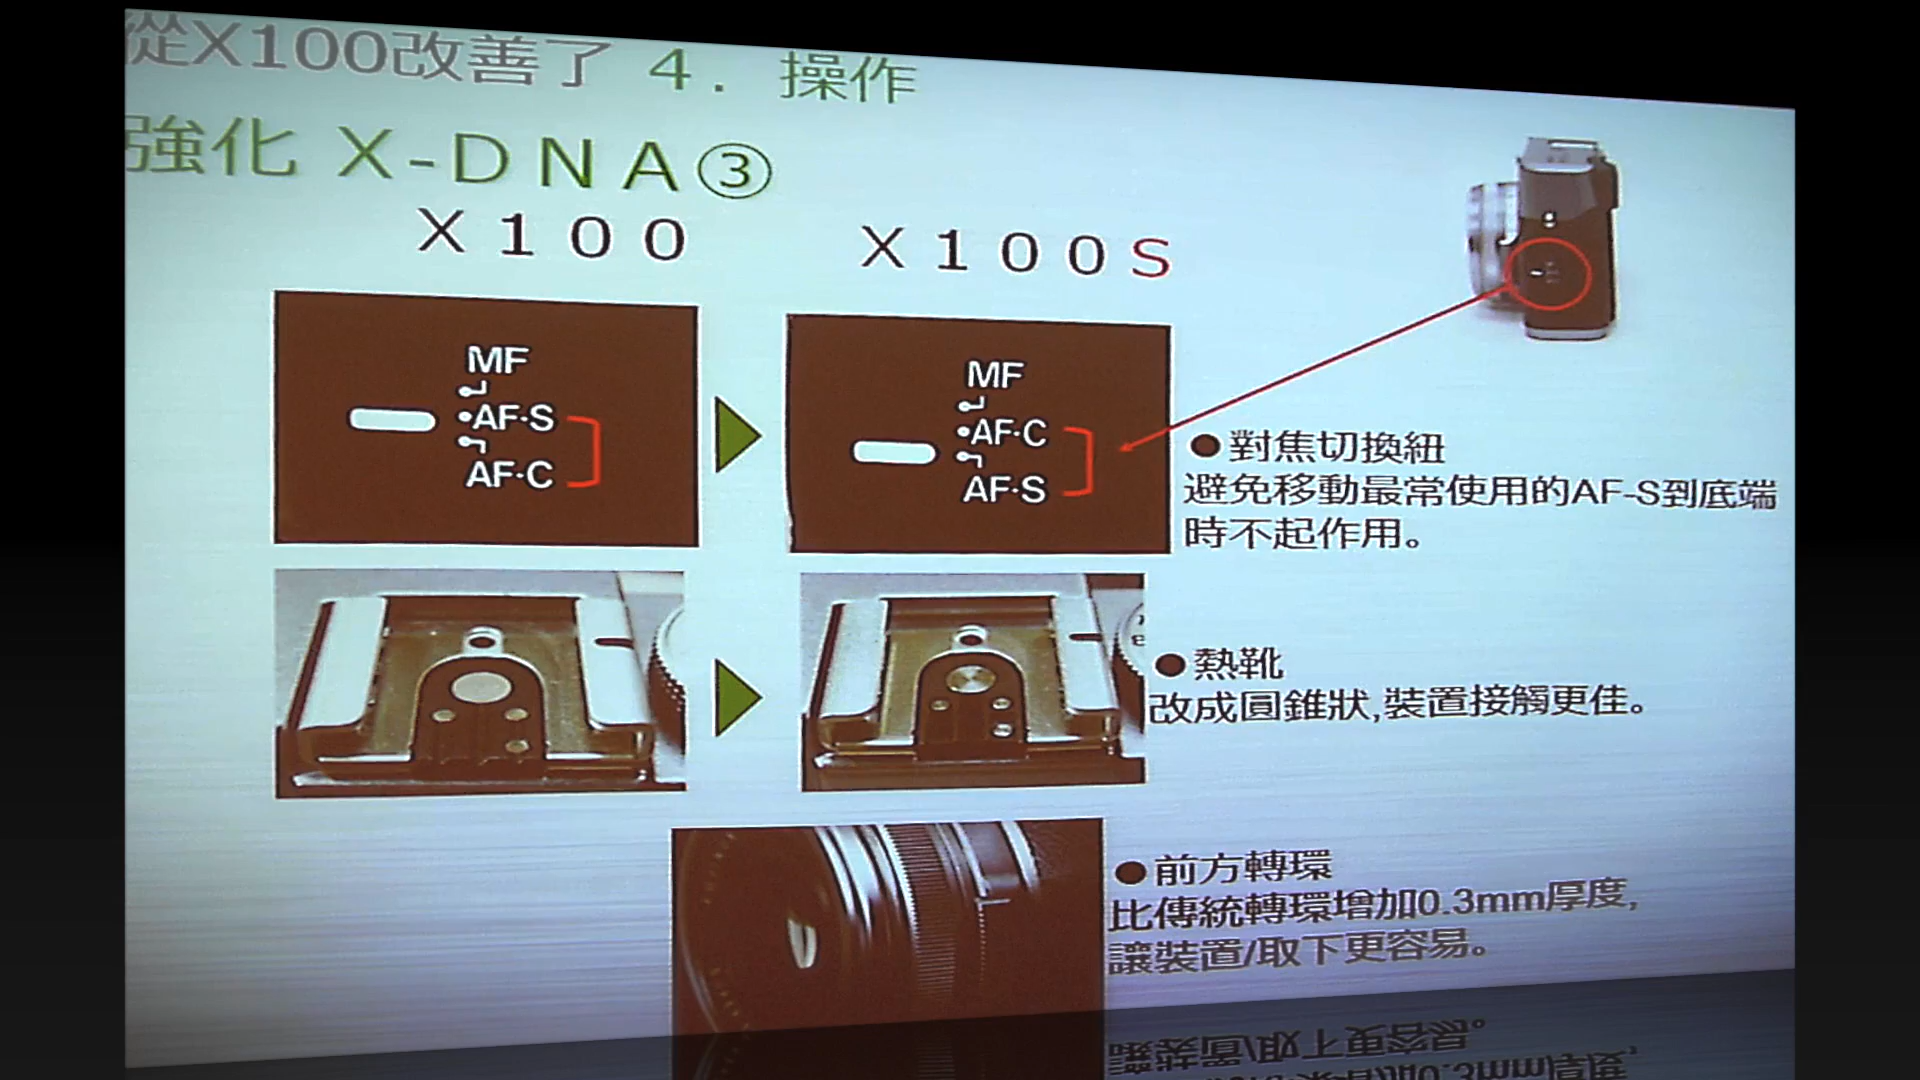 從X100改善了 4. 操作
強化 X-DNA③
X100
X100S
MF
AF·S
AF·C
MF
AF·C
AF·S
●對焦切換紐
避免移動最常使用的AF-S到底端
時不起作用。
●熱靴
改成圓錐狀,裝置接觸更佳。
●前方轉環
比傳統轉環增加0.3mm厚度,
讓裝置/取下更容易。